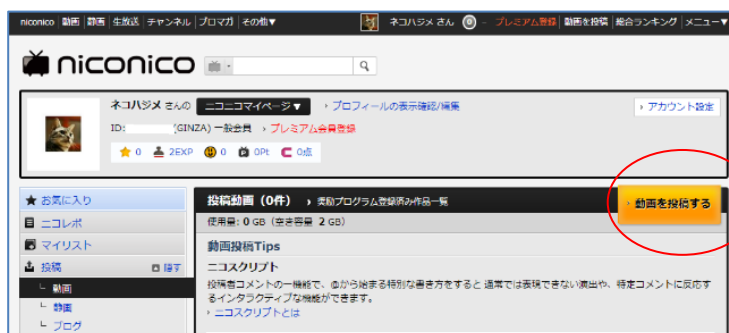 niconico 動画 静画 生放送 チャンネル ブロマガ その他▼ ネコハジメ さん 0 - プレミアム登録 動画を投稿 総合ランキング メニュー▼
niconico
ネコハジメ さんの ニコニコマイページ▼ › プロフィールの表示確認/編集 › アカウント設定
ID: (GINZA) 一般会員 › プレミアム会員登録
0 2EXP 0 0Pt 0点
★ お気に入り
ニコレポ
マイリスト
投稿 隠す
└ 動画
└ 静画
└ ブログ
投稿動画 (0件) › 奨励プログラム登録済み作品一覧 › 動画を投稿する
使用量: 0 GB (空き容量 2 GB)
動画投稿Tips
ニコスクリプト
投稿者コメントの一機能で、@から始まる特別な書き方をすると 通常では表現できない演出や、特定コメントに反応す
るインタラクティブな機能ができます。
› ニコスクリプトとは